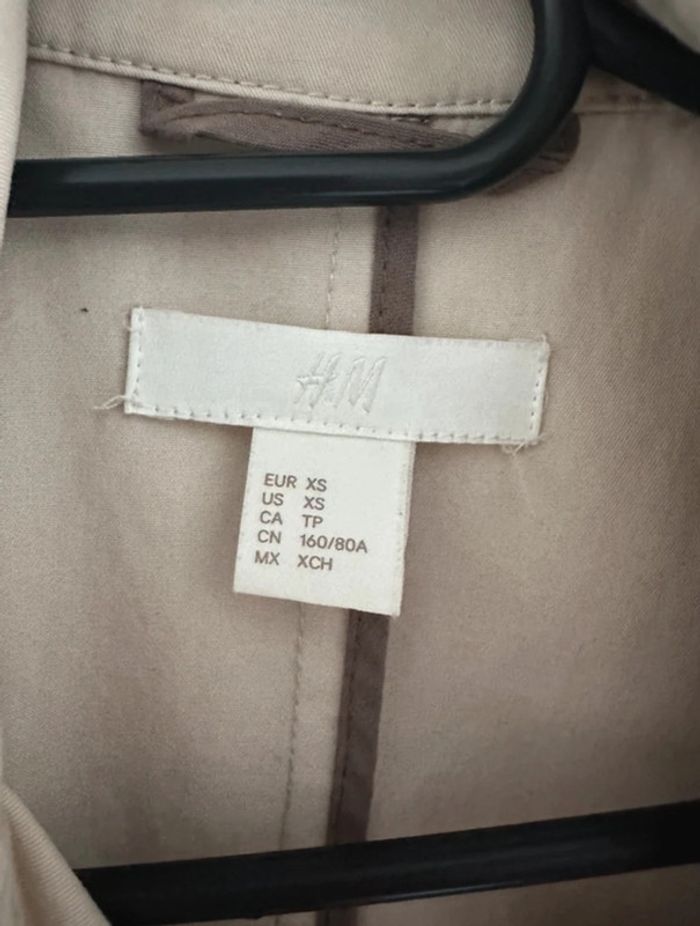 H&M
EUR XS
US XS
CA TP
CN 160/80A
MX XCH